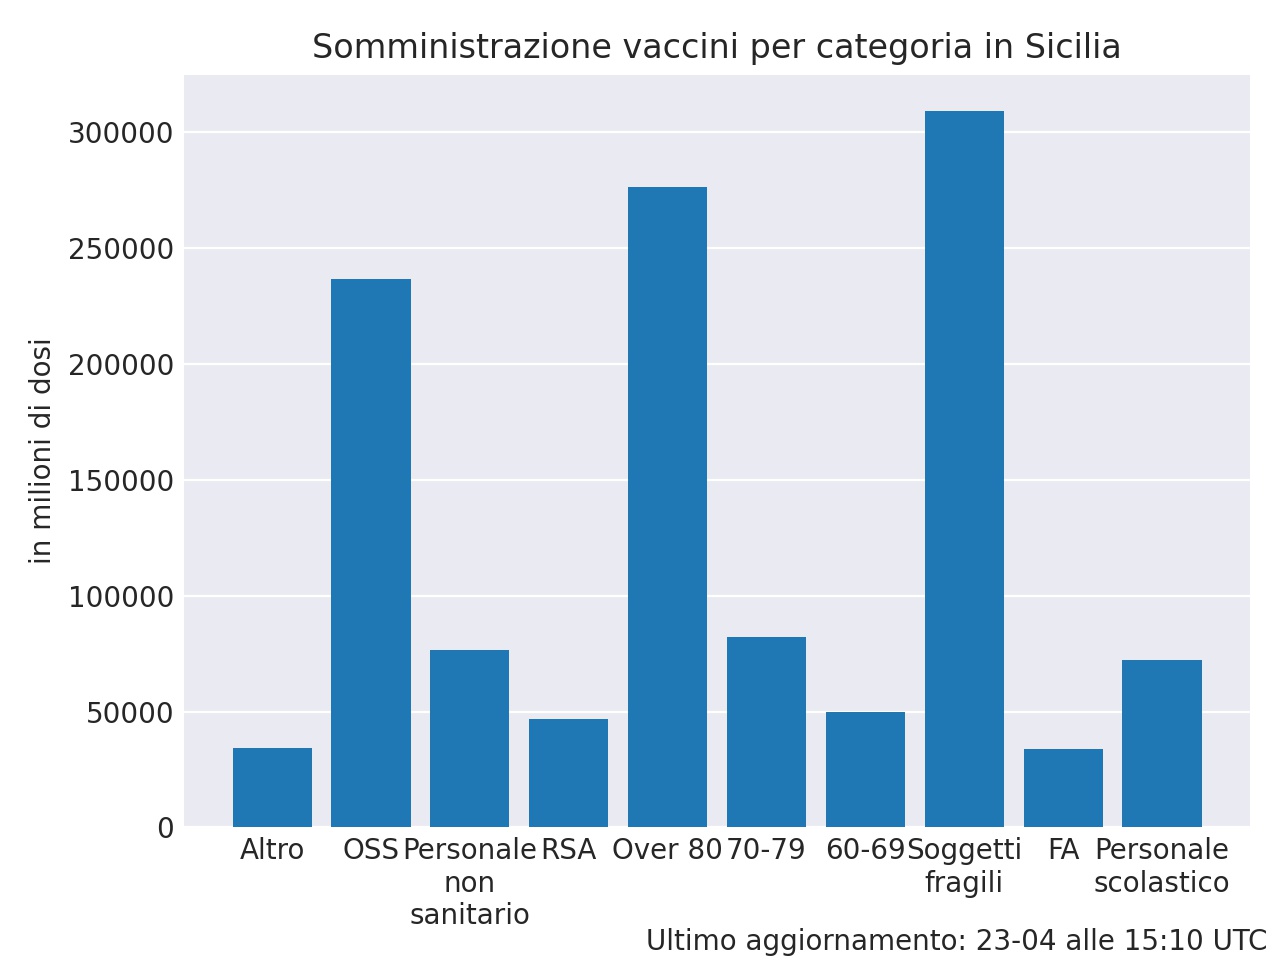 Somministrazione vaccini per categoria in Sicilia
in milioni di dosi
300000
250000
200000
150000
100000
50000
0
Altro
OSS
Personale
non
sanitario
RSA
Over 80
70-79
60-69
Soggetti
fragili
FA
Personale
scolastico
Ultimo aggiornamento: 23-04 alle 15:10 UTC